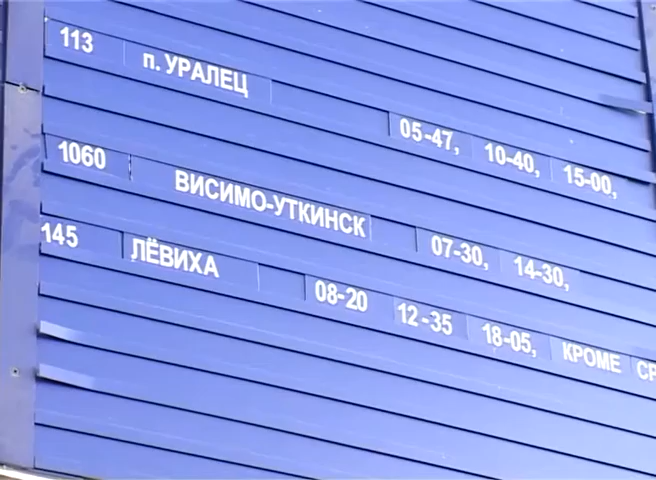 113 п. УРАЛЕЦ 05-47, 10-40, 15-00,
1060 ВИСИМО-УТКИНСК 07-30, 14-30,
145 ЛЁВИХА 08-20 12-35 18-05, КРОМЕ